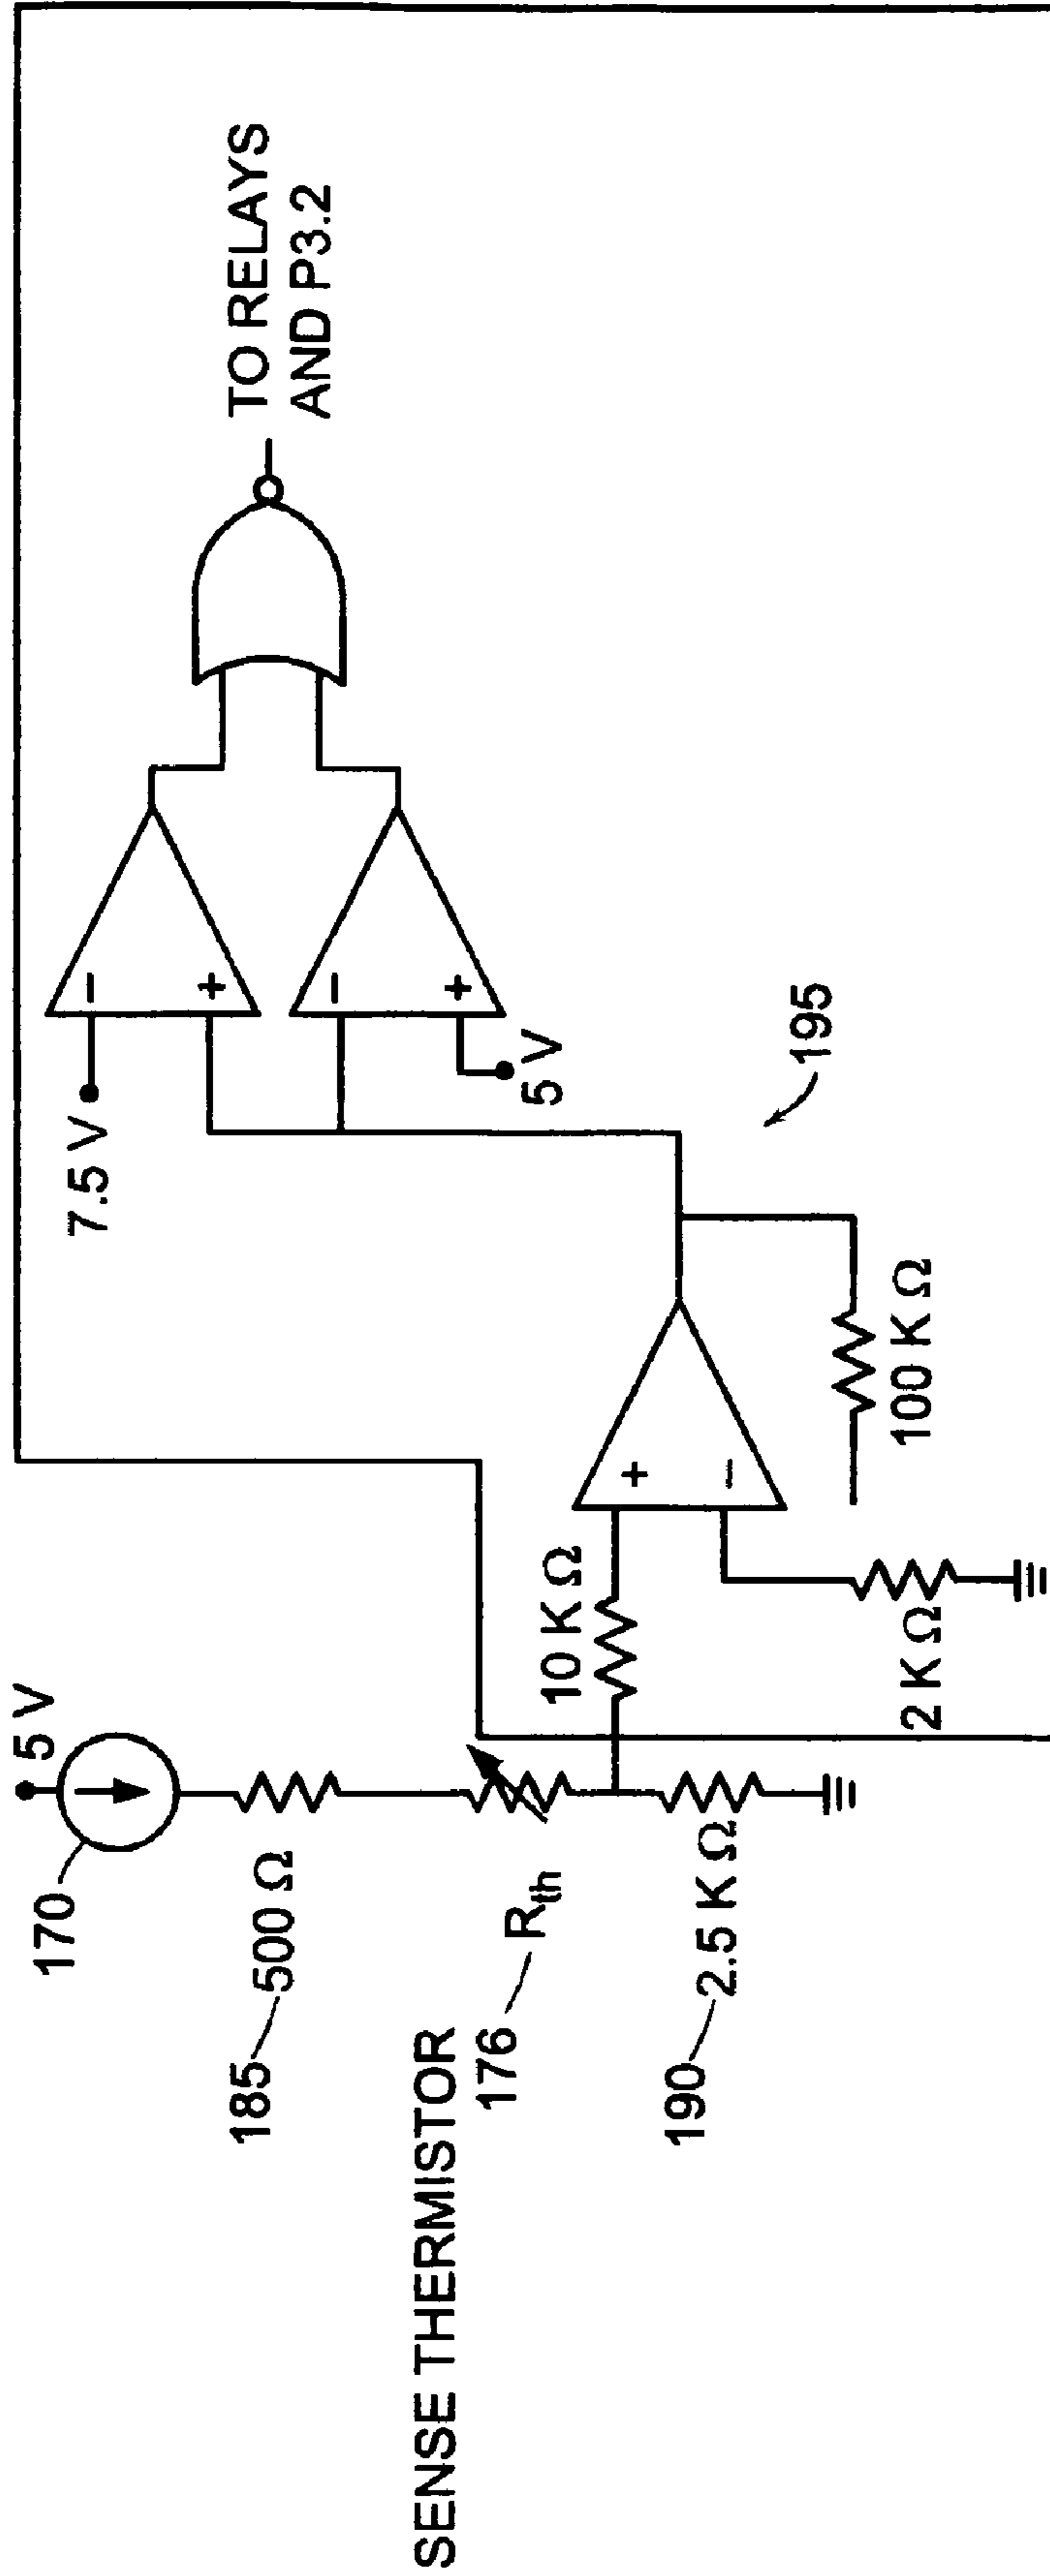 5 V
170
185 500 Ω
SENSE THERMISTOR
176 R_th
190 2.5 K Ω
10 K Ω
2 K Ω
+
−
100 K Ω
195
7.5 V
−
+
−
+
5 V
TO RELAYS
AND P3.2